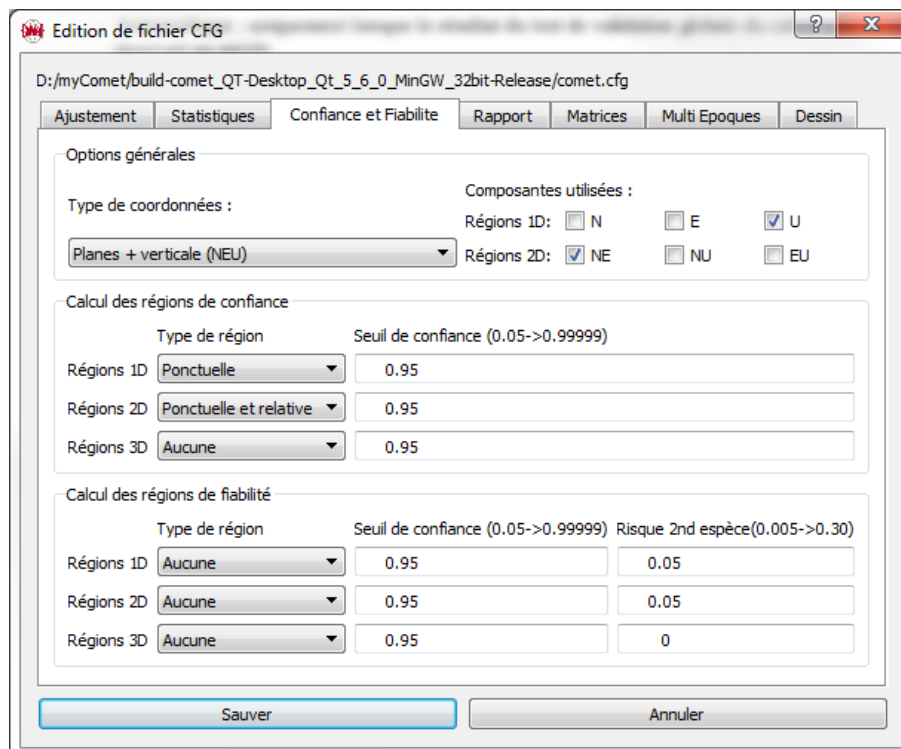 Edition de fichier CFG
D:/myComet/build-comet_QT-Desktop_Qt_5_6_0_MinGW_32bit-Release/comet.cfg
Ajustement Statistiques Confiance et Fiabilite Rapport Matrices Multi Epoques Dessin
Options générales
Type de coordonnées :
Planes + verticale (NEU)
Composantes utilisées :
Régions 1D: N E U
Régions 2D: NE NU EU
Calcul des régions de confiance
Type de région Seuil de confiance (0.05->0.99999)
Régions 1D Ponctuelle 0.95
Régions 2D Ponctuelle et relative 0.95
Régions 3D Aucune 0.95
Calcul des régions de fiabilité
Type de région Seuil de confiance (0.05->0.99999) Risque 2nd espèce(0.005->0.30)
Régions 1D Aucune 0.95 0.05
Régions 2D Aucune 0.95 0.05
Régions 3D Aucune 0.95 0
Sauver Annuler